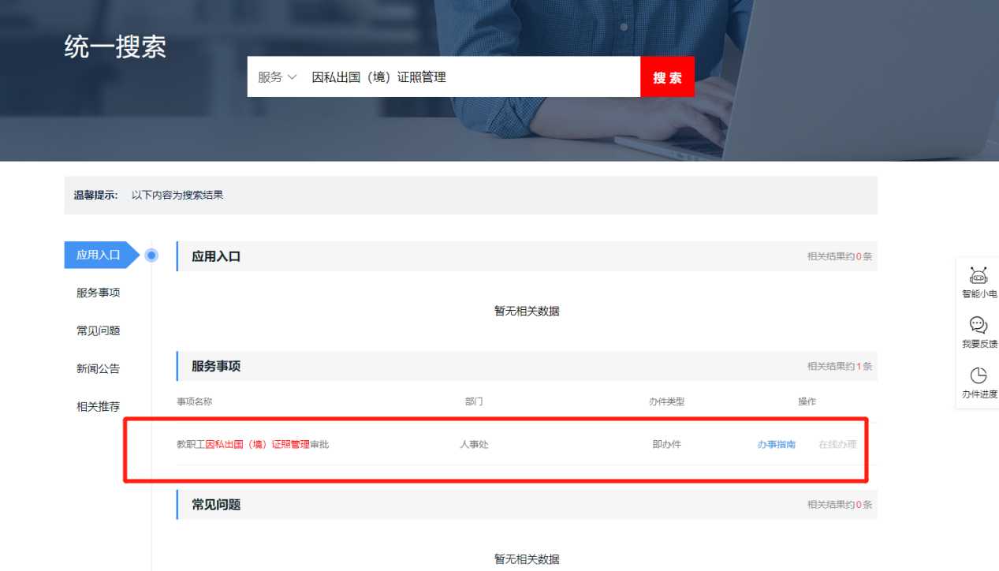 统一搜索
服务 因私出国（境）证照管理 搜 索
温馨提示: 以下内容为搜索结果
应用入口
服务事项
常见问题
新闻公告
相关推荐
应用入口 相关结果约0条
暂无相关数据
服务事项 相关结果约1条
事项名称 部门 办件类型 操作
教职工因私出国（境）证照管理审批 人事处 即办件 办事指南 在线办理
常见问题 相关结果约0条
暂无相关数据
智能小电
我要反馈
办件进度